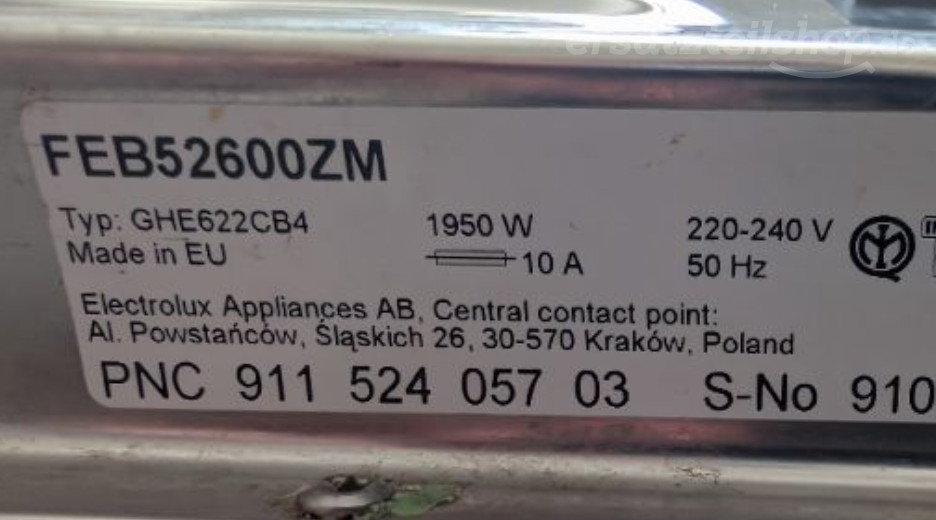 ersatzteilshop
FEB52600ZM
Typ: GHE622CB4 1950 W 220-240 V
Made in EU 10 A 50 Hz
Electrolux Appliances AB, Central contact point:
Al. Powstańców, Śląskich 26, 30-570 Kraków, Poland
PNC 911 524 057 03 S-No 910